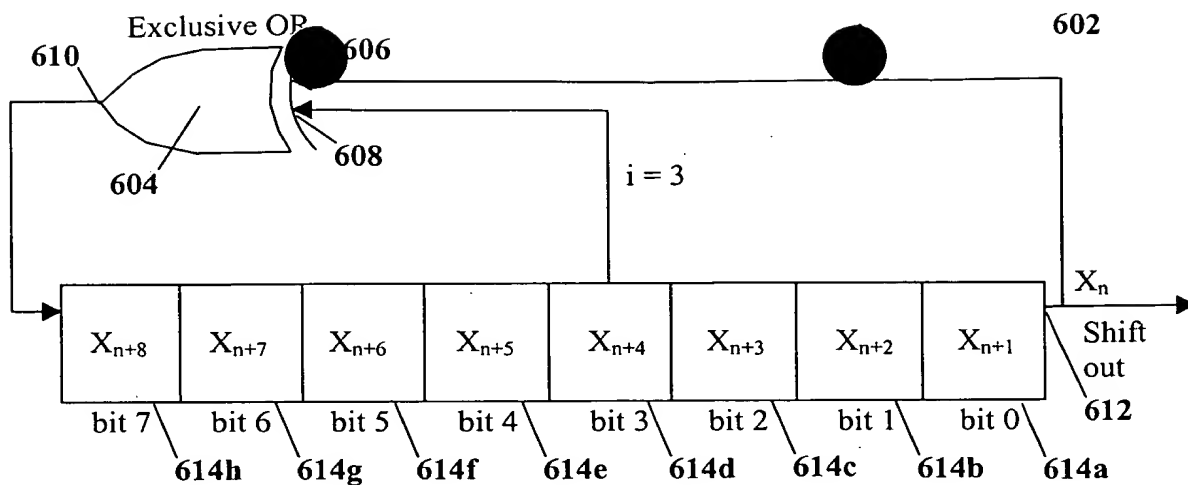 Exclusive OR
602
610
606
608
604
i = 3
Xn
Xn+8 Xn+7 Xn+6 Xn+5 Xn+4 Xn+3 Xn+2 Xn+1
Shift
out
612
bit 7 bit 6 bit 5 bit 4 bit 3 bit 2 bit 1 bit 0
614h 614g 614f 614e 614d 614c 614b 614a